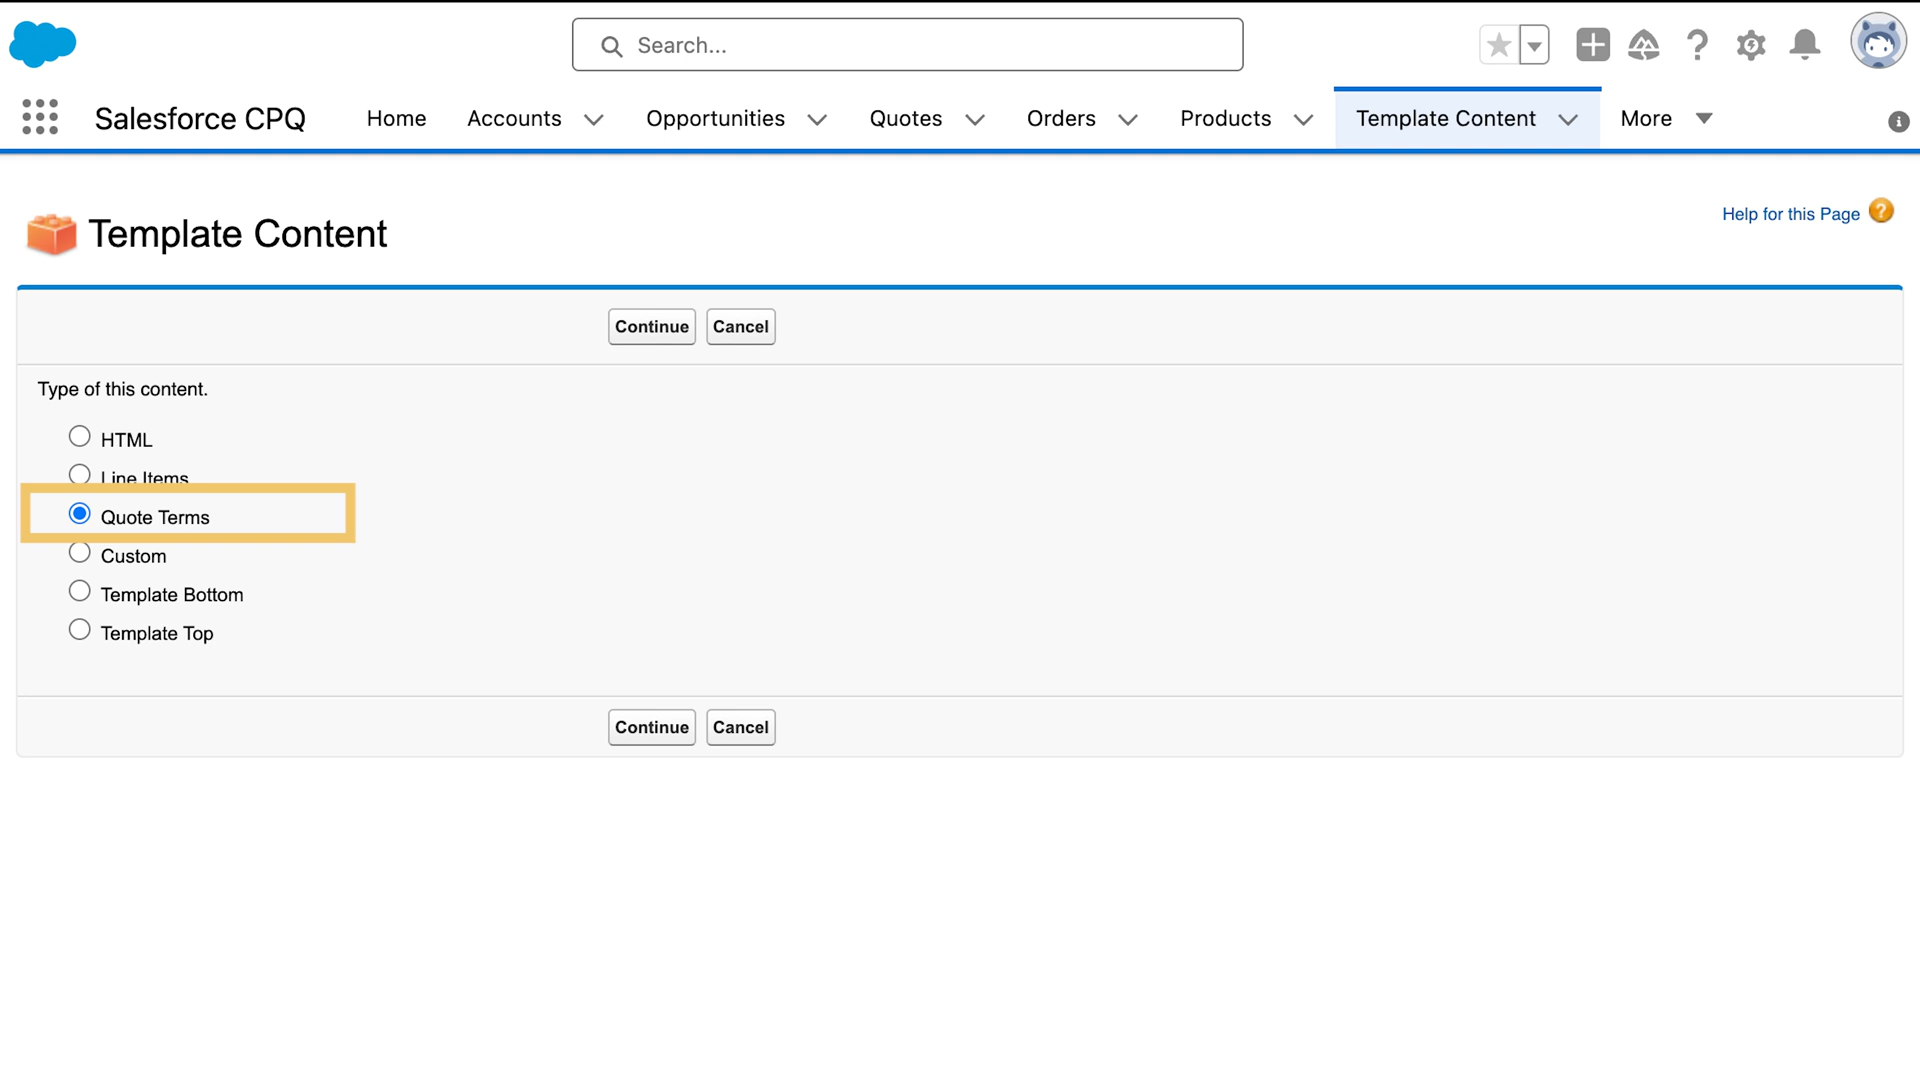 Search...
Salesforce CPQ Home Accounts Opportunities Quotes Orders Products Template Content More
Help for this Page
Template Content
Continue Cancel
Type of this content.
HTML
Line Items
Quote Terms
Custom
Template Bottom
Template Top
Continue Cancel